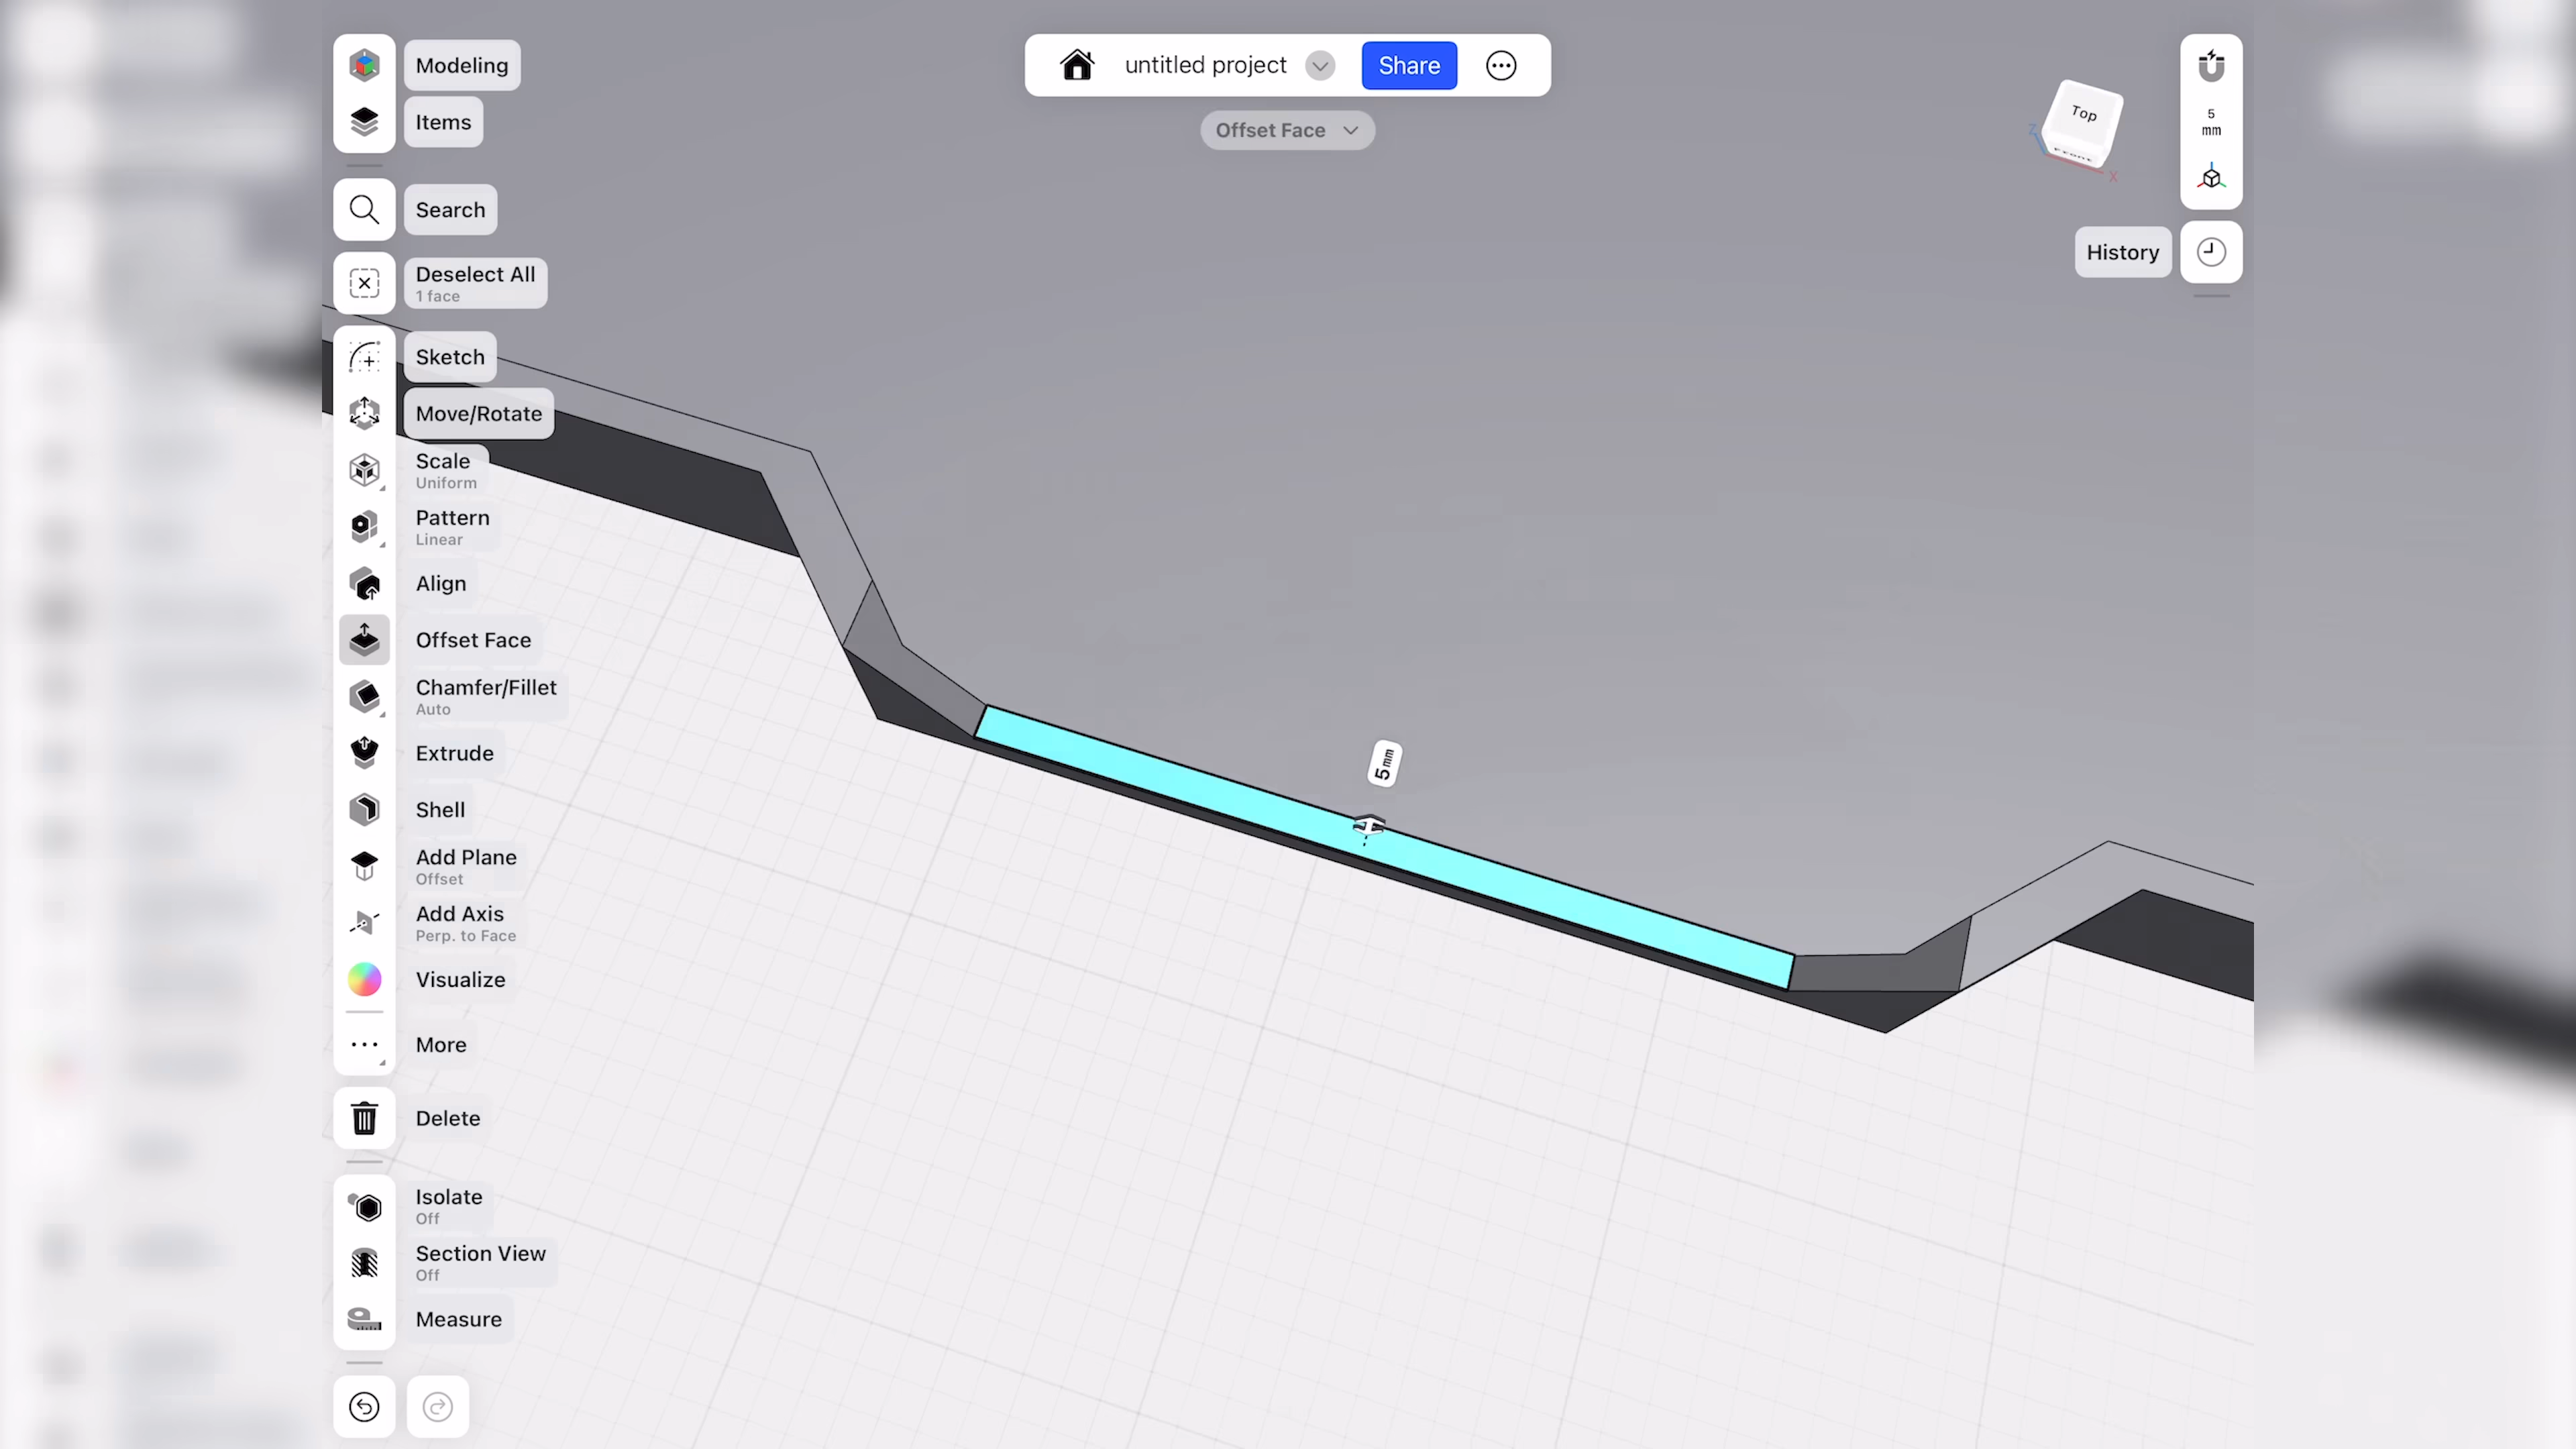 Modeling
Items
Search
Deselect All
1 face
Sketch
Move/Rotate
Scale
Uniform
Pattern
Linear
Align
Offset Face
Chamfer/Fillet
Auto
Extrude
Shell
Add Plane
Offset
Add Axis
Perp. to Face
Visualize
More
Delete
Isolate
Off
Section View
Off
Measure
untitled project
Share
Offset Face
5 mm
Top
Front
Z
X
5
mm
History